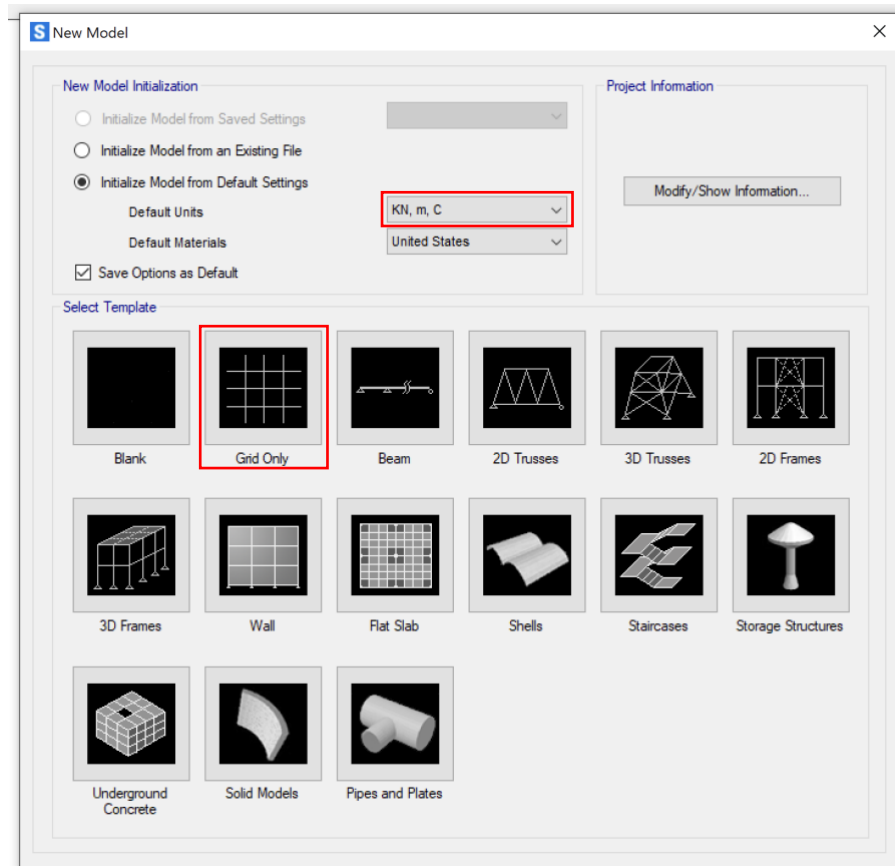 S New Model
New Model Initialization
Initialize Model from Saved Settings
Initialize Model from an Existing File
Initialize Model from Default Settings
Default Units
KN, m, C
Default Materials
United States
Save Options as Default
Project Information
Modify/Show Information...
Select Template
Blank
Grid Only
Beam
2D Trusses
3D Trusses
2D Frames
3D Frames
Wall
Flat Slab
Shells
Staircases
Storage Structures
Underground
Concrete
Solid Models
Pipes and Plates